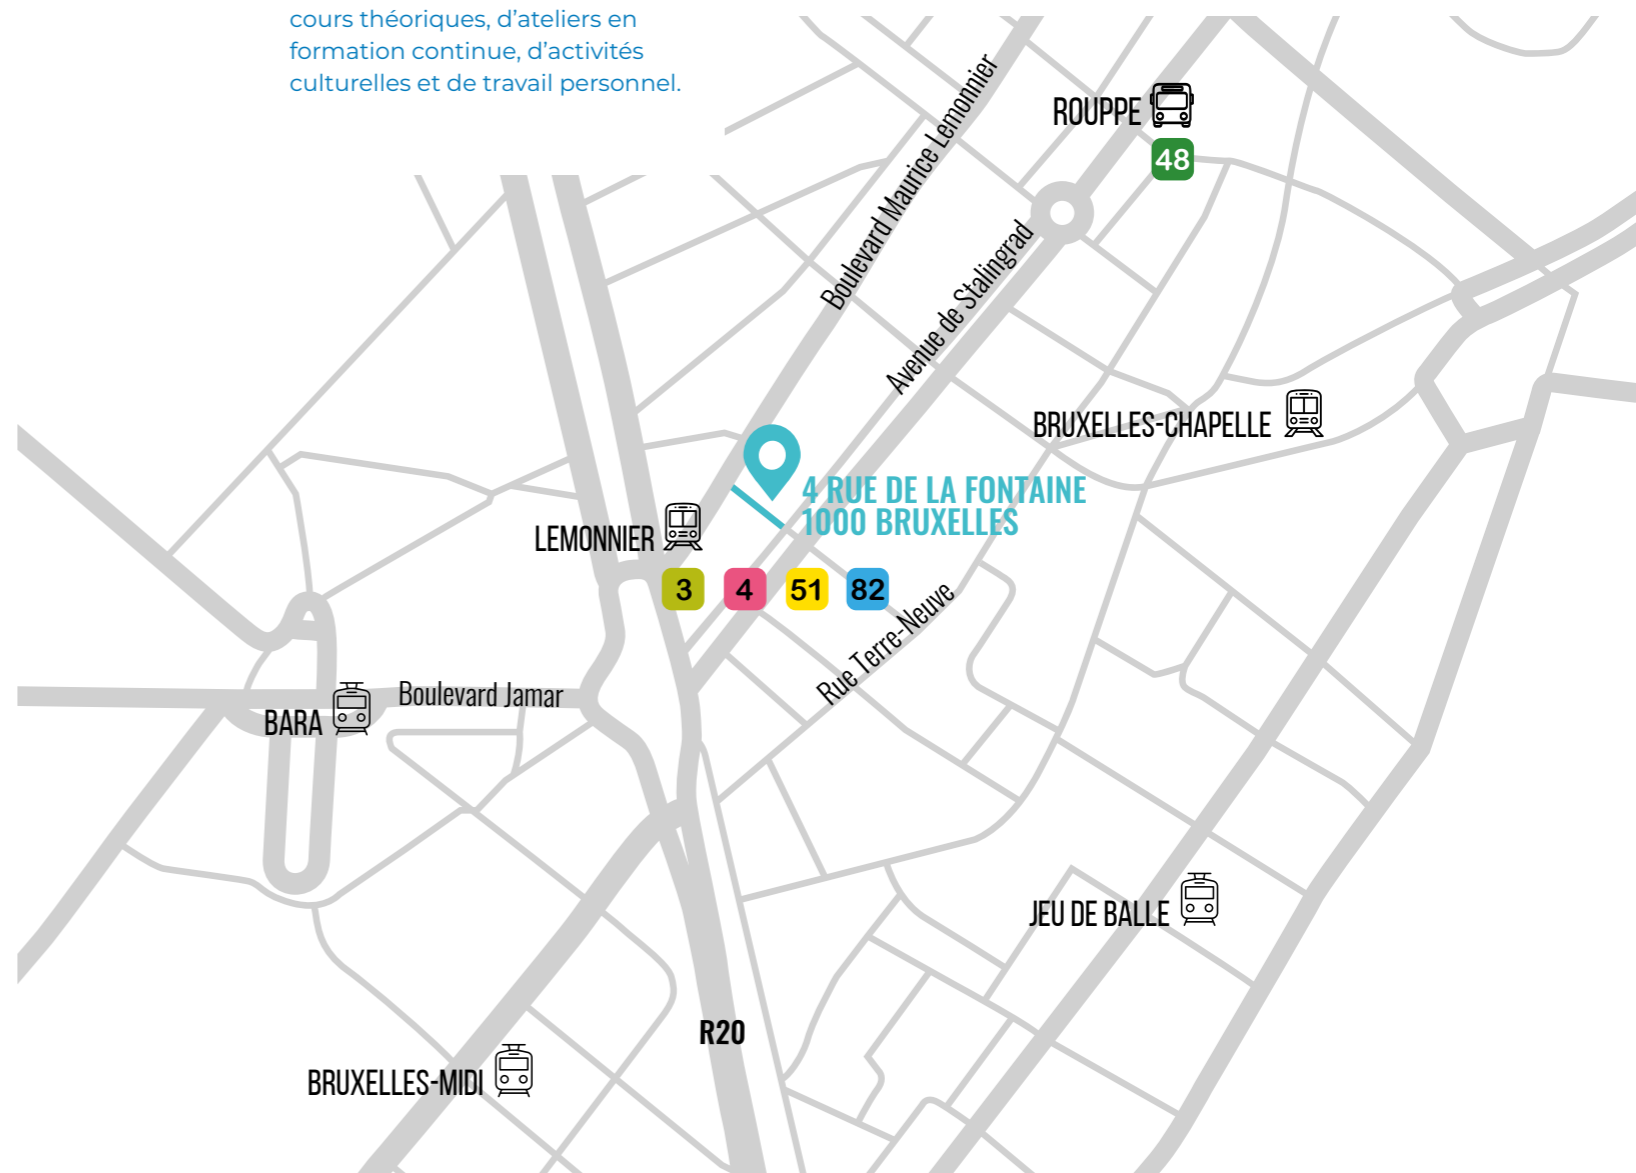 cours théoriques, d’ateliers en
formation continue, d’activités
culturelles et de travail personnel.
Boulevard Maurice Lemonnier
ROUPPE
48
Avenue de Stalingrad
BRUXELLES-CHAPELLE
4 RUE DE LA FONTAINE
1000 BRUXELLES
LEMONNIER
3 4 51 82
Rue Terre-Neuve
Boulevard Jamar
BARA
JEU DE BALLE
R20
BRUXELLES-MIDI